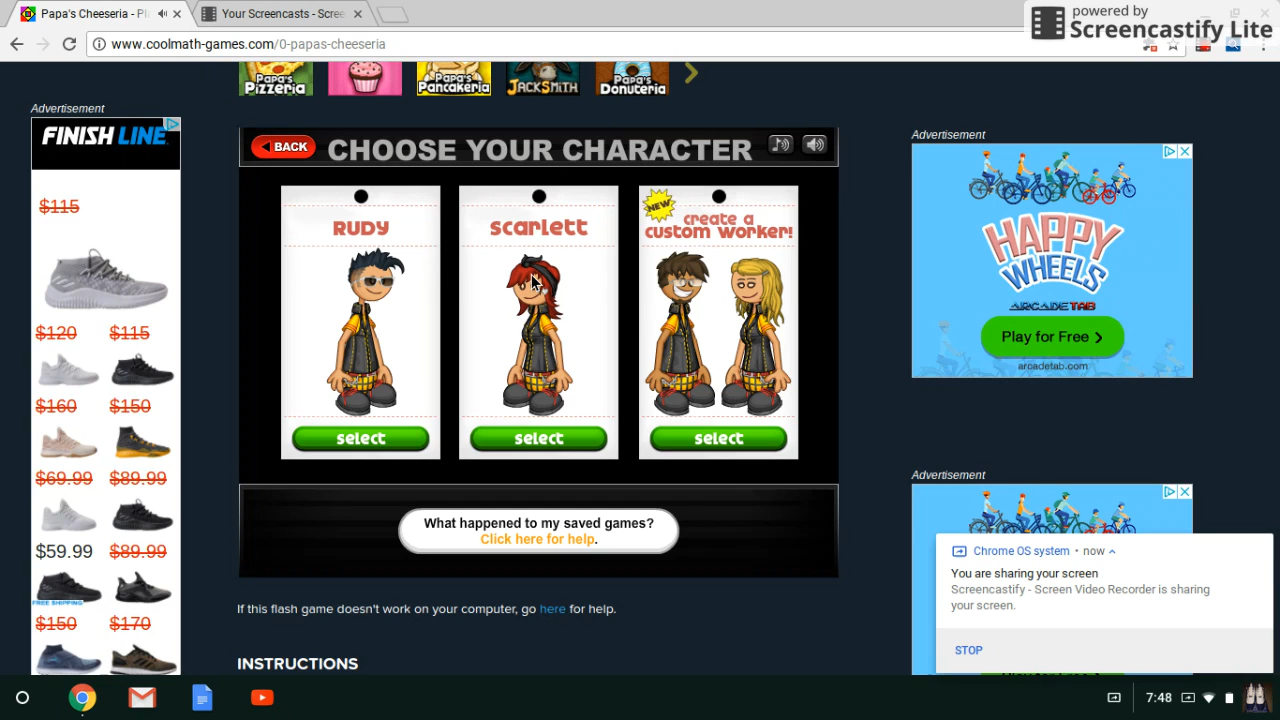 Papa's Cheeseria - Pl
Your Screencasts - Scree
powered by
Screencastify Lite
www.coolmath-games.com/0-papas-cheeseria
Papa's
Pizzeria
Papa's
Pancakeria
JACKSMITH
Papa's
Donuteria
Advertisement
FINISH LINE
$115
$120 $115
$160 $150
$69.99 $89.99
$59.99 $89.99
FREE SHIPPING
$150 $170
BACK
CHOOSE YOUR CHARACTER
RUDY
select
scarlett
select
NEW
create a
custom worker!
select
What happened to my saved games?
Click here for help.
If this flash game doesn't work on your computer, go here for help.
INSTRUCTIONS
Advertisement
HAPPY
WHEELS
ARCADETAB
Play for Free
arcadetab.com
Advertisement
Chrome OS system • now
You are sharing your screen
Screencastify - Screen Video Recorder is sharing
your screen.
STOP
7:48